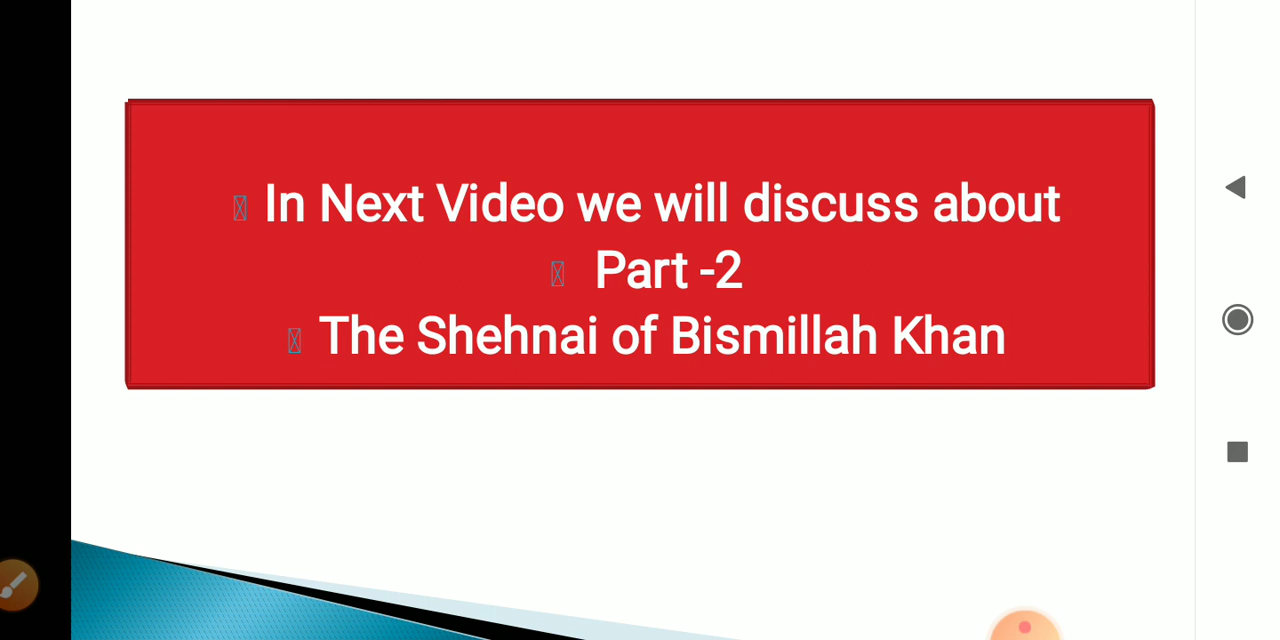 In Next Video we will discuss about
Part -2
The Shehnai of Bismillah Khan